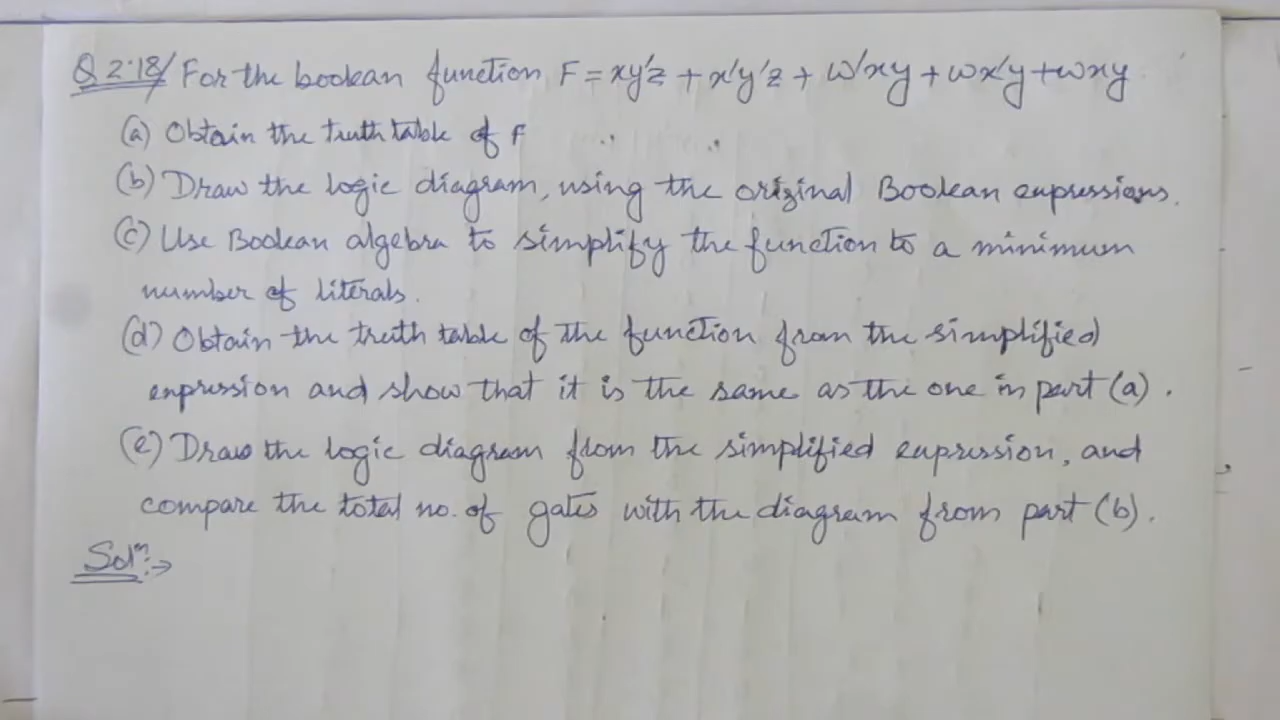 Q 2.18/ For the boolean function F = xy'z + x'y'z + w'xy + wx'y + wxy
(a) Obtain the truth table of F
(b) Draw the logic diagram, using the original Boolean expressions.
(c) Use Boolean algebra to simplify the function to a minimum
number of literals.
(d) Obtain the truth table of the function from the simplified
expression and show that it is the same as the one in part (a).
(e) Draw the logic diagram from the simplified expression, and
compare the total no. of gates with the diagram from part (b).
Solⁿ:→